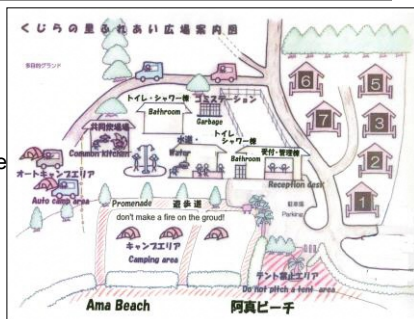 くじらの里ふれあい広場案内図
多目的グランド
トイレ・シャワー棟
Bathroom
ゴミステーション
Garbage
共同炊場場
Common kitchen
水道・
Water
トイレ・
シャワー棟
Bathroom
受付・管理棟
Reception desk
オートキャンプエリア
Auto camp area
Promenade 遊歩道
don't make a fire on the groud!
駐車場
Parking
キャンプエリア
Camping area
テント禁止エリア
Do not pitch a tent area
Ama Beach 阿真ビーチ
6
5
7
3
2
1
e